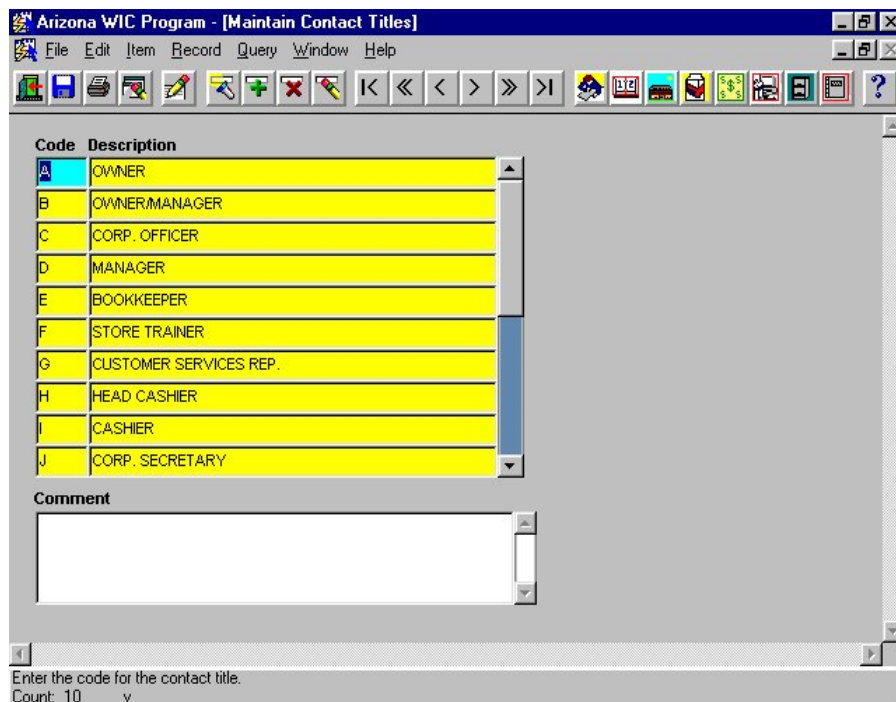 Arizona WIC Program - [Maintain Contact Titles]
File Edit Item Record Query Window Help
Code Description
A OWNER
B OWNER/MANAGER
C CORP. OFFICER
D MANAGER
E BOOKKEEPER
F STORE TRAINER
G CUSTOMER SERVICES REP.
H HEAD CASHIER
I CASHIER
J CORP. SECRETARY
Comment
Enter the code for the contact title.
Count: 10 v